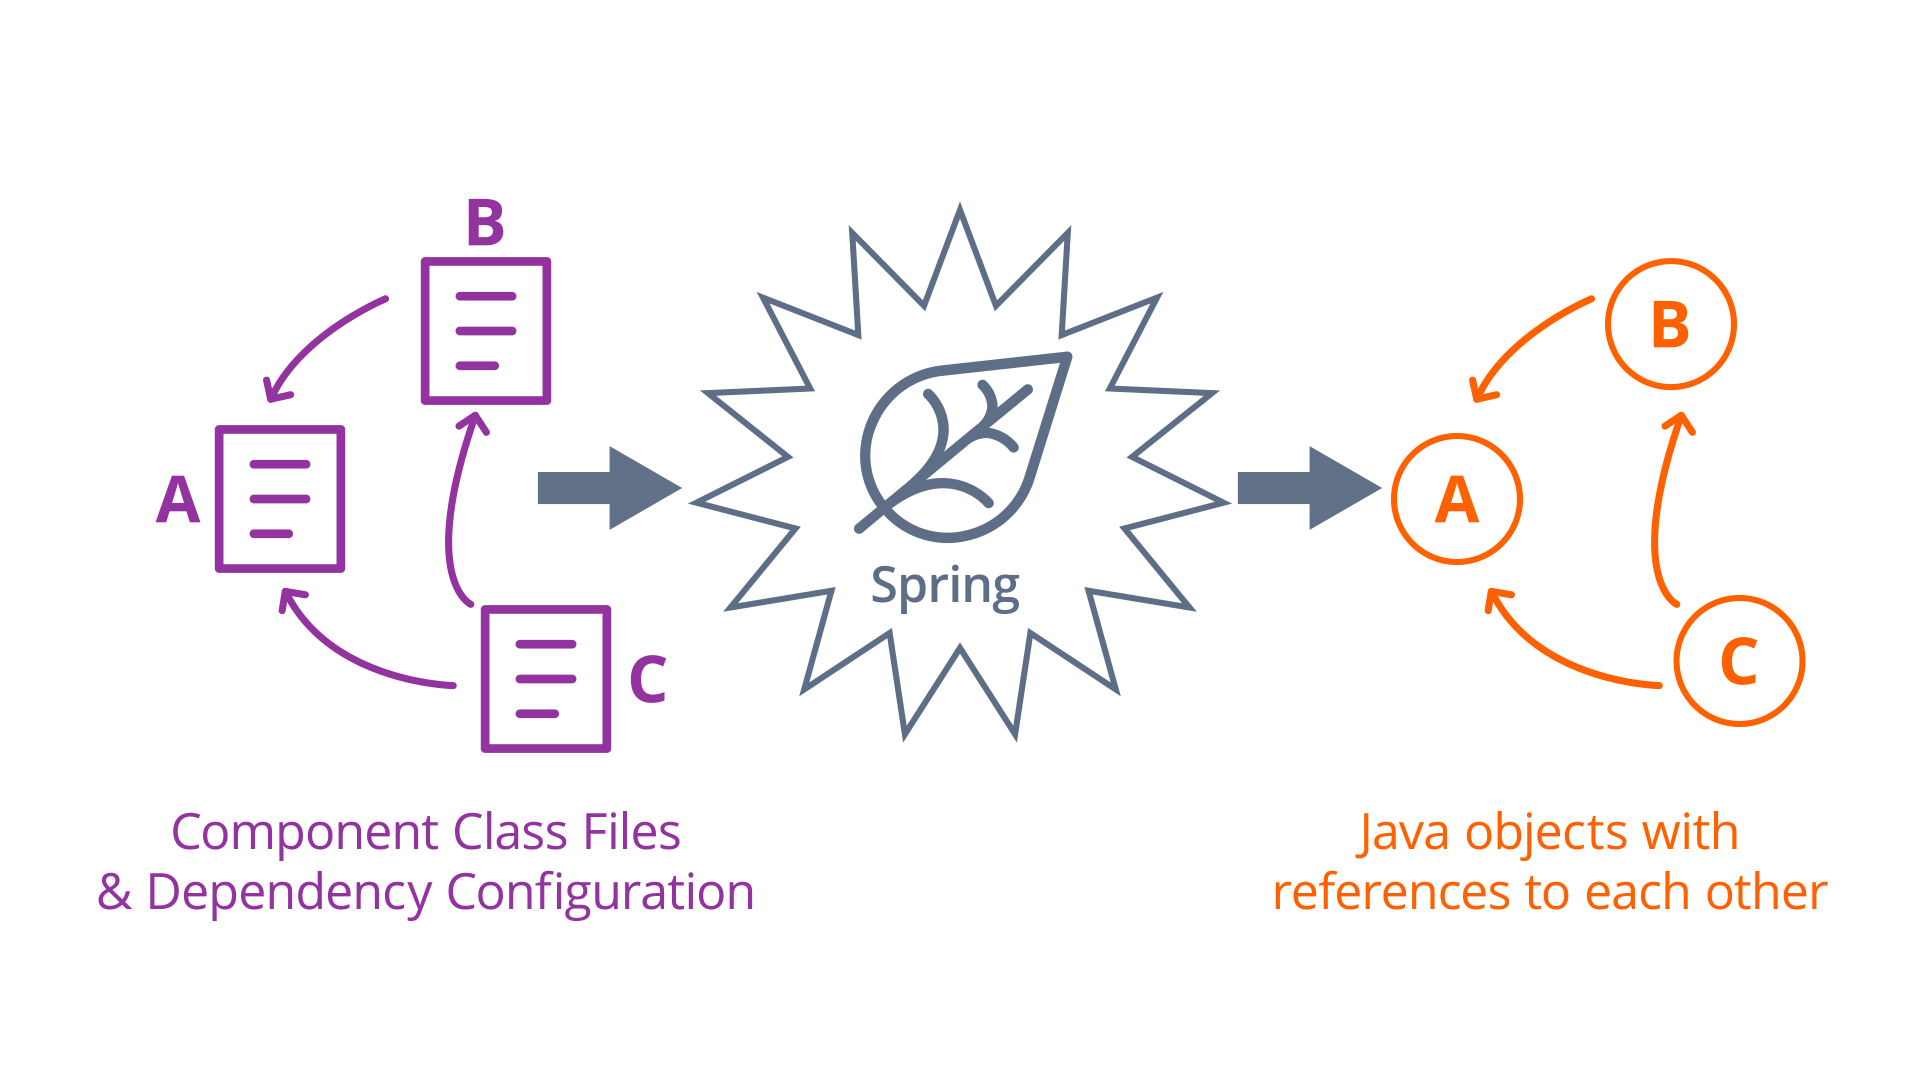 B
A
C
Component Class Files
& Dependency Configuration
Spring
B
A
C
Java objects with
references to each other